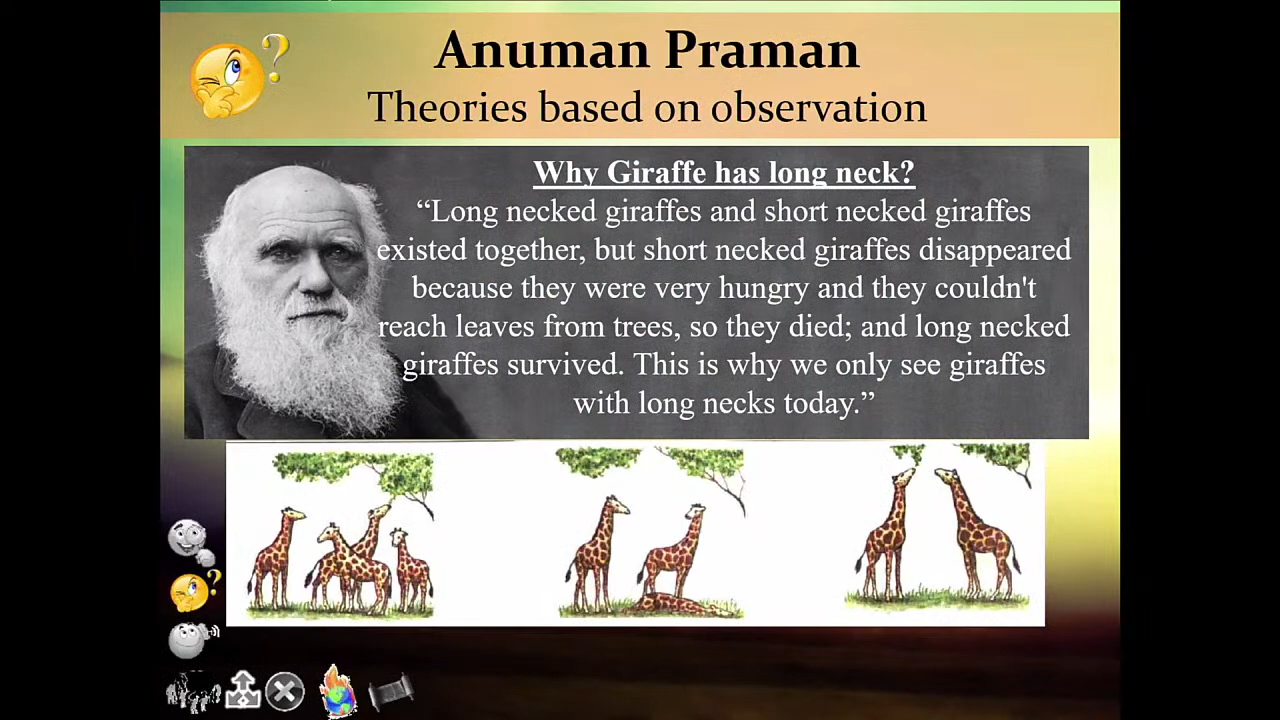 Anuman Praman
Theories based on observation
Why Giraffe has long neck?
“Long necked giraffes and short necked giraffes
existed together, but short necked giraffes disappeared
because they were very hungry and they couldn't
reach leaves from trees, so they died; and long necked
giraffes survived. This is why we only see giraffes
with long necks today.”